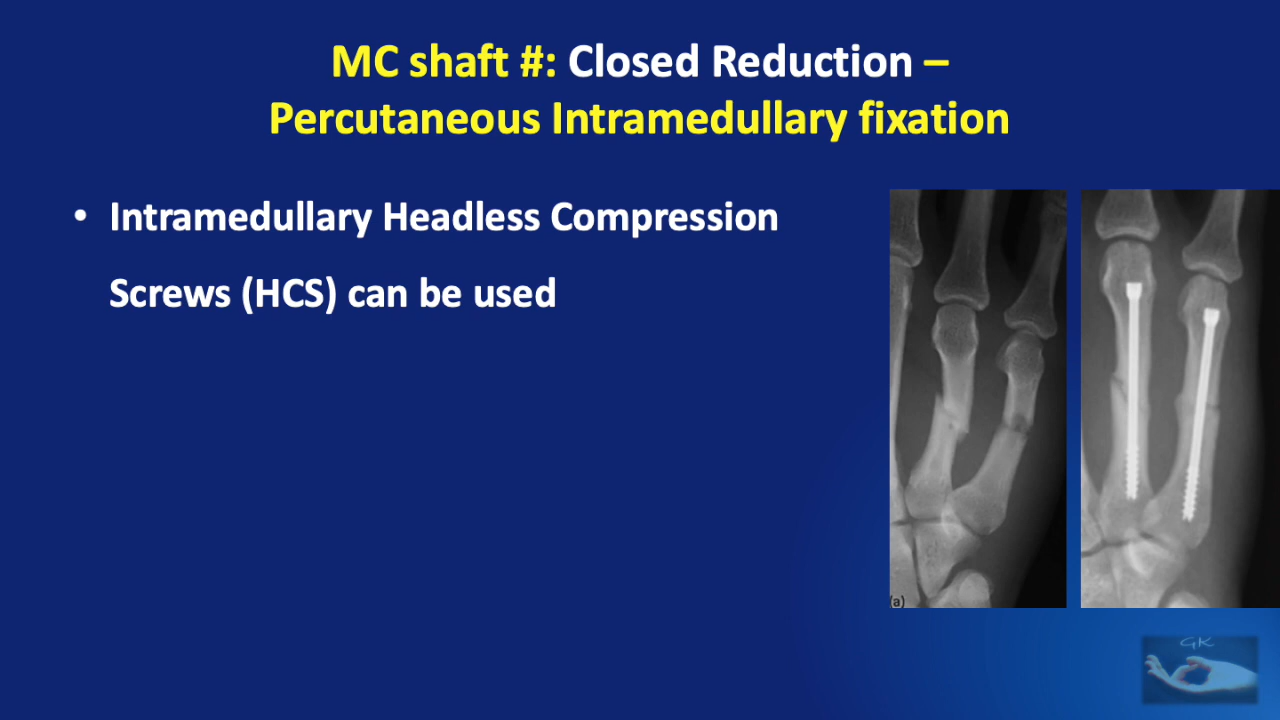 MC shaft #: Closed Reduction –
Percutaneous Intramedullary fixation
• Intramedullary Headless Compression
Screws (HCS) can be used
(a)
GK